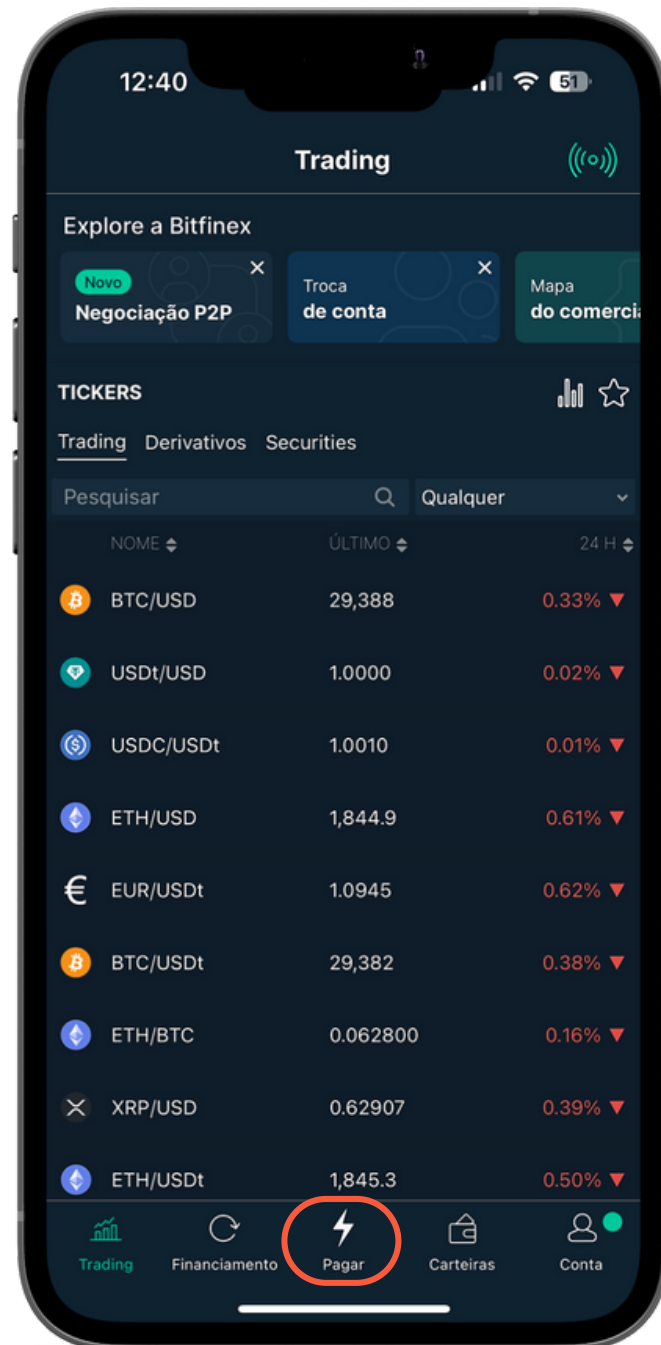 12:40
51
Trading
Explore a Bitfinex
Novo
Negociação P2P
Troca
de conta
Mapa
do comercia
TICKERS
Trading Derivativos Securities
Pesquisar Qualquer
NOME ÚLTIMO 24 H
BTC/USD 29,388 0.33%
USDt/USD 1.0000 0.02%
USDC/USDt 1.0010 0.01%
ETH/USD 1,844.9 0.61%
EUR/USDt 1.0945 0.62%
BTC/USDt 29,382 0.38%
ETH/BTC 0.062800 0.16%
XRP/USD 0.62907 0.39%
ETH/USDt 1,845.3 0.50%
Trading Financiamento Pagar Carteiras Conta